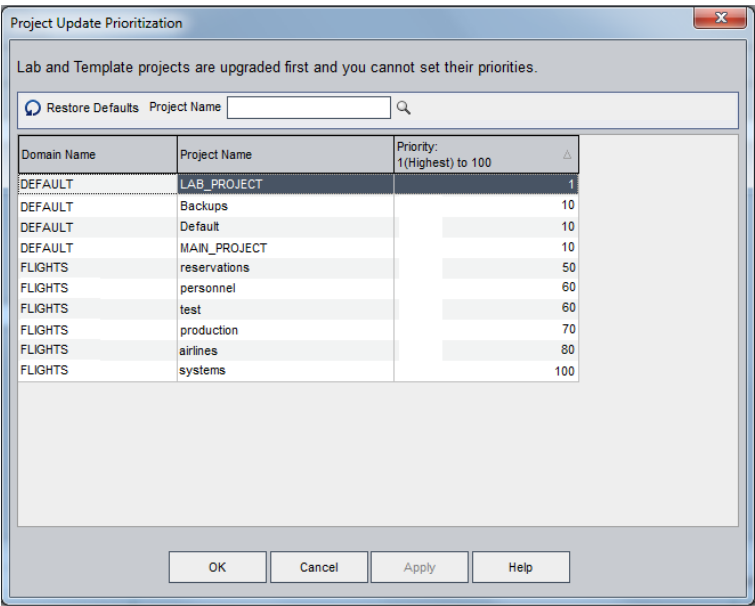 Project Update Prioritization
x
Lab and Template projects are upgraded first and you cannot set their priorities.
Restore Defaults Project Name
Domain Name Project Name Priority:
1(Highest) to 100
DEFAULT LAB_PROJECT 1
DEFAULT Backups 10
DEFAULT Default 10
DEFAULT MAIN_PROJECT 10
FLIGHTS reservations 50
FLIGHTS personnel 60
FLIGHTS test 60
FLIGHTS production 70
FLIGHTS airlines 80
FLIGHTS systems 100
OK Cancel Apply Help